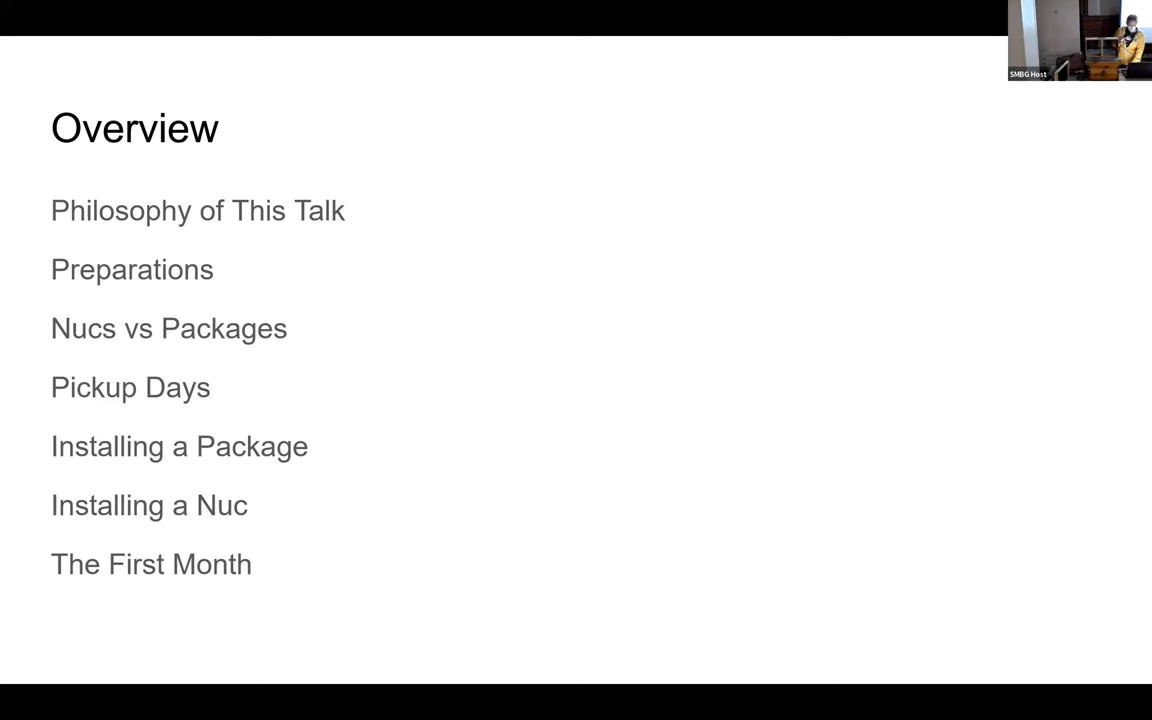 SMBG Host
Overview
Philosophy of This Talk
Preparations
Nucs vs Packages
Pickup Days
Installing a Package
Installing a Nuc
The First Month